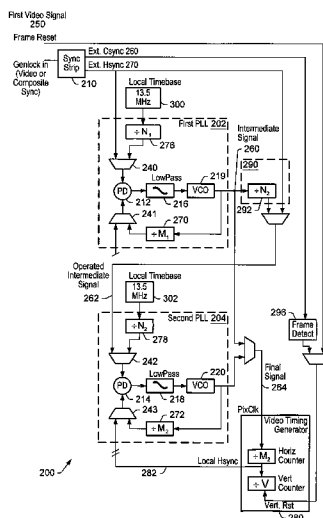 First Video Signal
250
Frame Reset
Genlock in
(Video or
Composite
Sync)
Sync
Strip
210
Ext. Csync 260
Ext. Hsync 270
Local Timebase
13.5
MHz
300
First PLL 202
÷ N₁
276
Intermediate
Signal
260
240
LowPass
219
290
PD
VCO
÷ N₂
212
216
292
241
270
÷ M₁
Operated
Intermediate
Signal
262
Local Timebase
13.5
MHz
302
296
Frame
Detect
Second PLL 204
÷ N₂
278
242
LowPass
220
Final
Signal
264
PD
VCO
214
218
243
272
÷ M₂
PixClk
Video Timing
Generator
÷ M₂
Horiz
Counter
200
282
Local Hsync
÷ V
Vert
Counter
Vert. Rst
280